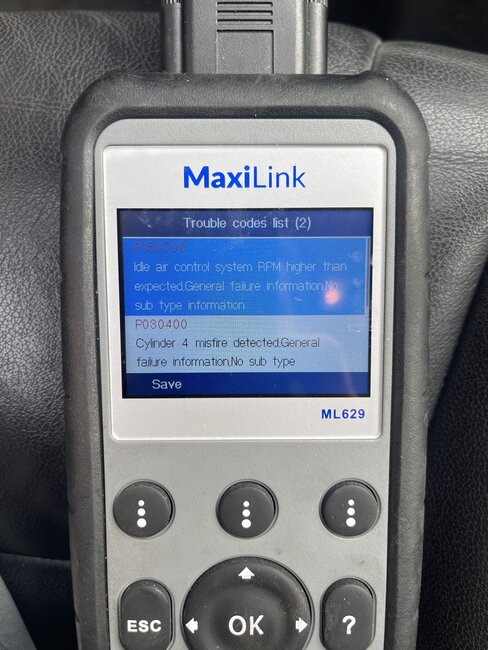 MaxiLink
Trouble codes list (2)
P050700
Idle air control system RPM higher than
expected,General failure information,No
sub type information
P030400
Cylinder 4 misfire detected,General
failure information,No sub type
Save
ML629
ESC
OK
?